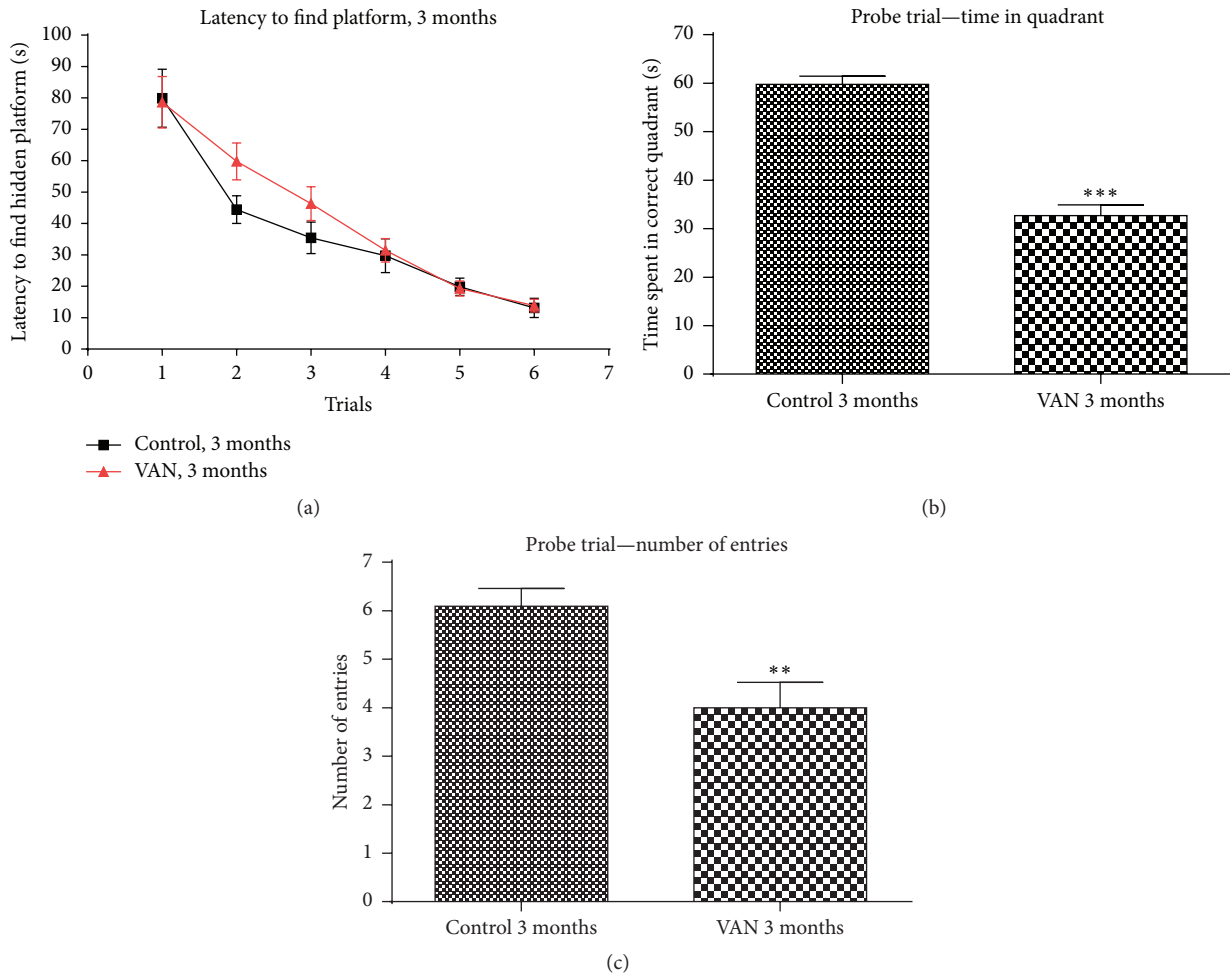 Latency to find platform, 3 months
Latency to find hidden platform (s)
100
90
80
70
60
50
40
30
20
10
0
0 1 2 3 4 5 6 7
Trials
Control, 3 months
VAN, 3 months
(a)
Probe trial—time in quadrant
Time spent in correct quadrant (s)
70
60
50
40
30
60
10
0
***
Control 3 months VAN 3 months
(b)
Probe trial—number of entries
Number of entries
7
6
5
4
3
2
1
0
**
Control 3 months VAN 3 months
(c)